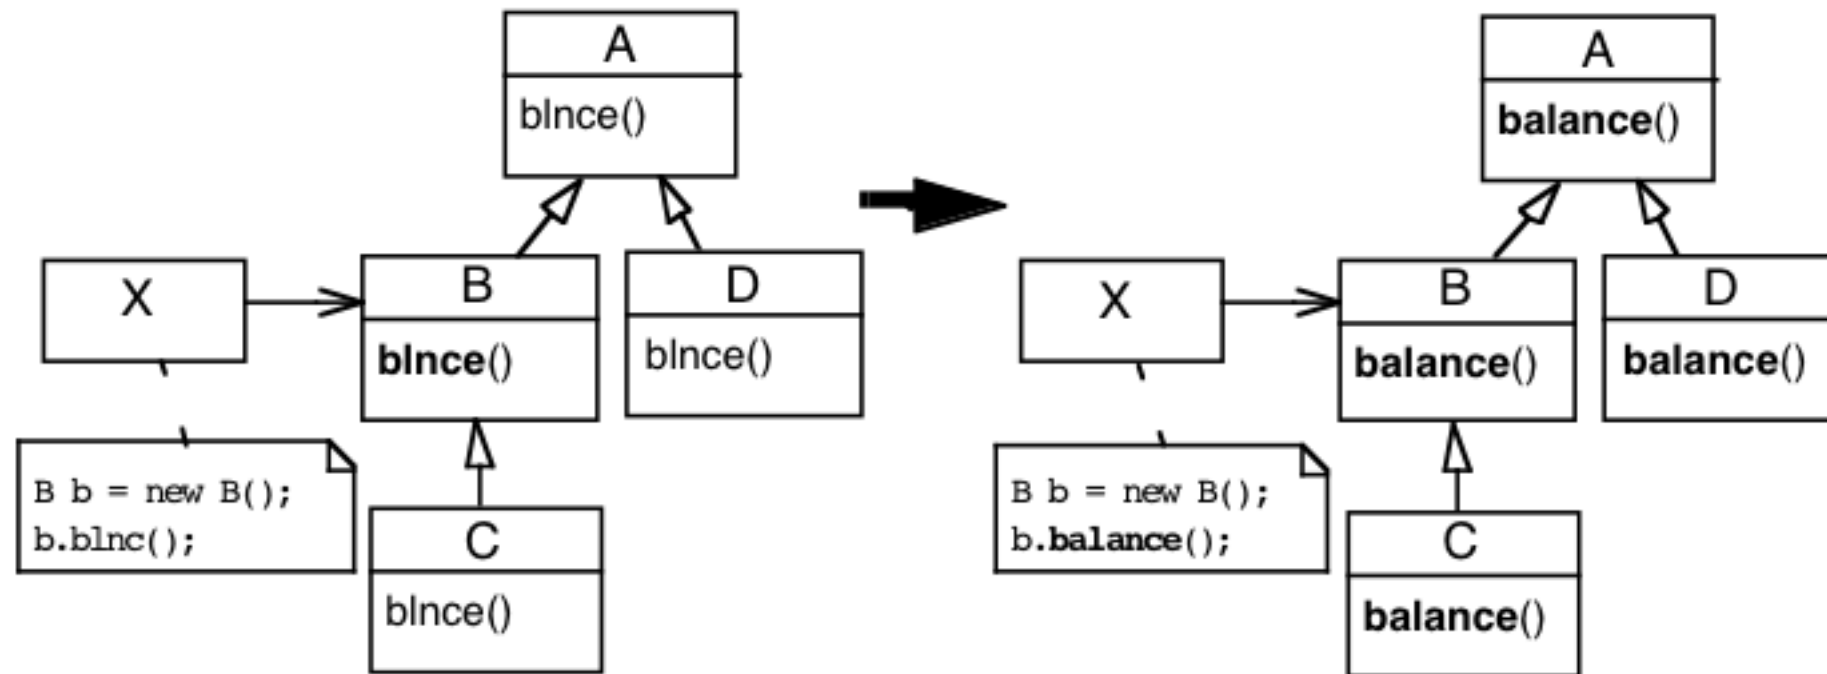 A
blnce()
X
B
blnce()
D
blnce()
B b = new B();
b.blnc();
C
blnce()
A
balance()
X
B
balance()
D
balance()
B b = new B();
b.balance();
C
balance()